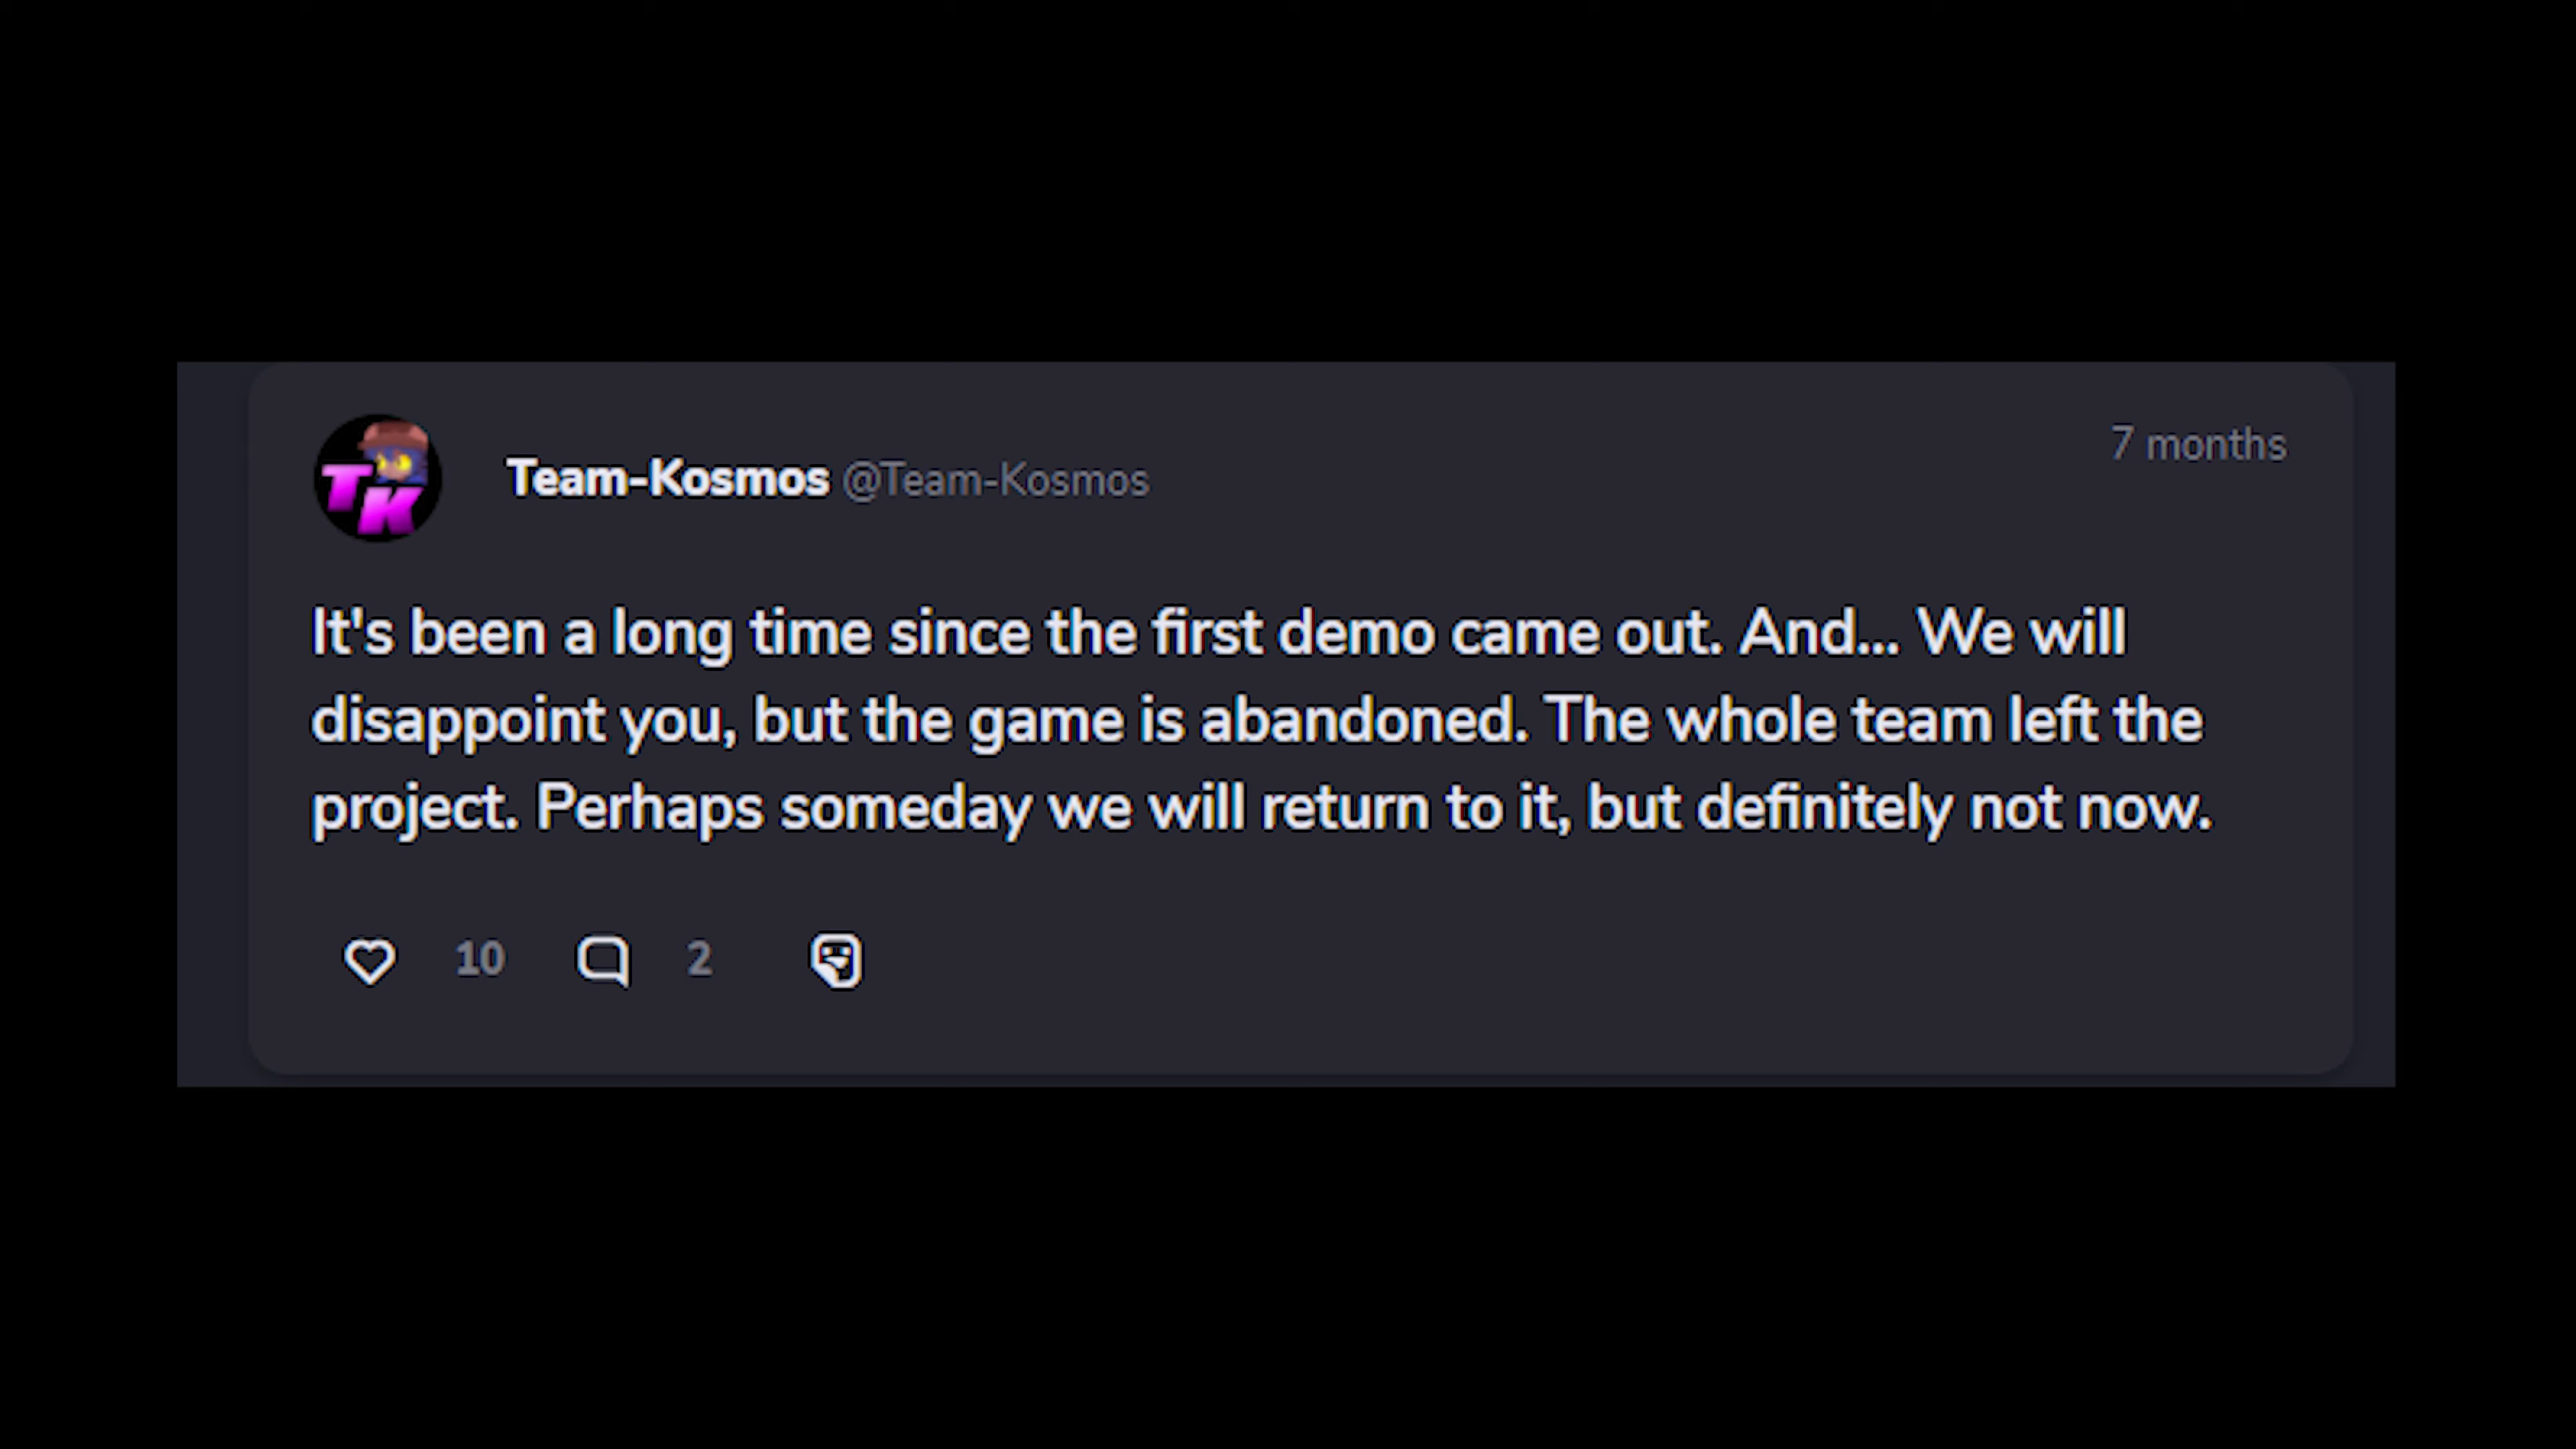 TK
Team-Kosmos @Team-Kosmos
7 months
It's been a long time since the first demo came out. And... We will
disappoint you, but the game is abandoned. The whole team left the
project. Perhaps someday we will return to it, but definitely not now.
10 2